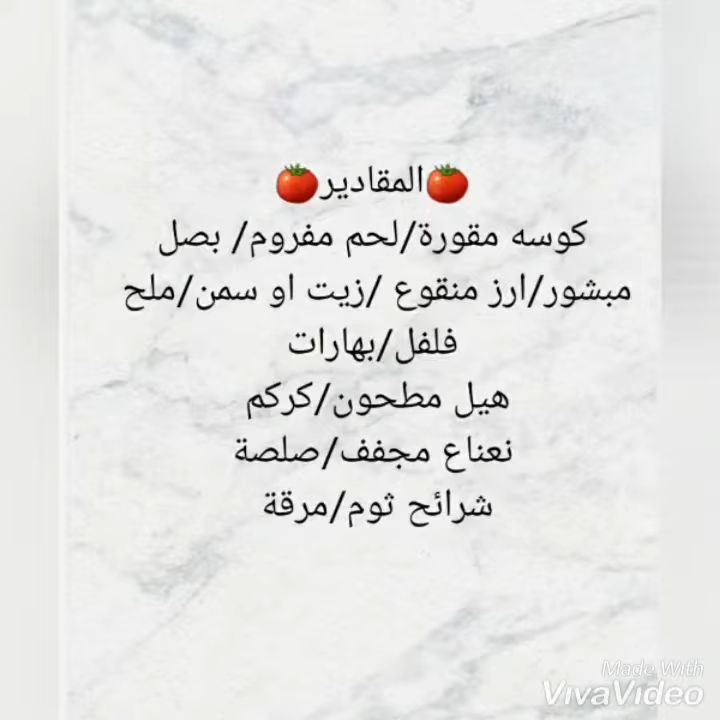 🍅المقادير🍅
كوسه مقورة/لحم مفروم/ بصل
مبشور/ارز منقوع /زيت او سمن/ملح
فلفل/بهارات
هيل مطحون/كركم
نعناع مجفف/صلصة
شرائح ثوم/مرقة
Made With
VivaVideo